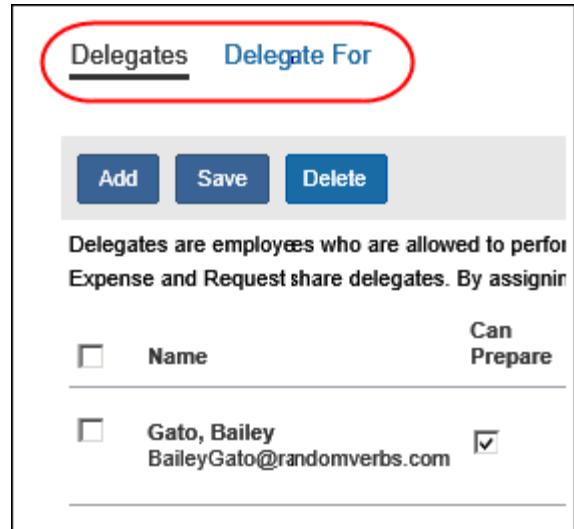 Delegates Delegate For
Add Save Delete
Delegates are employees who are allowed to perfor
Expense and Request share delegates. By assignin
Can
Name Prepare
Gato, Bailey
BaileyGato@randomverbs.com